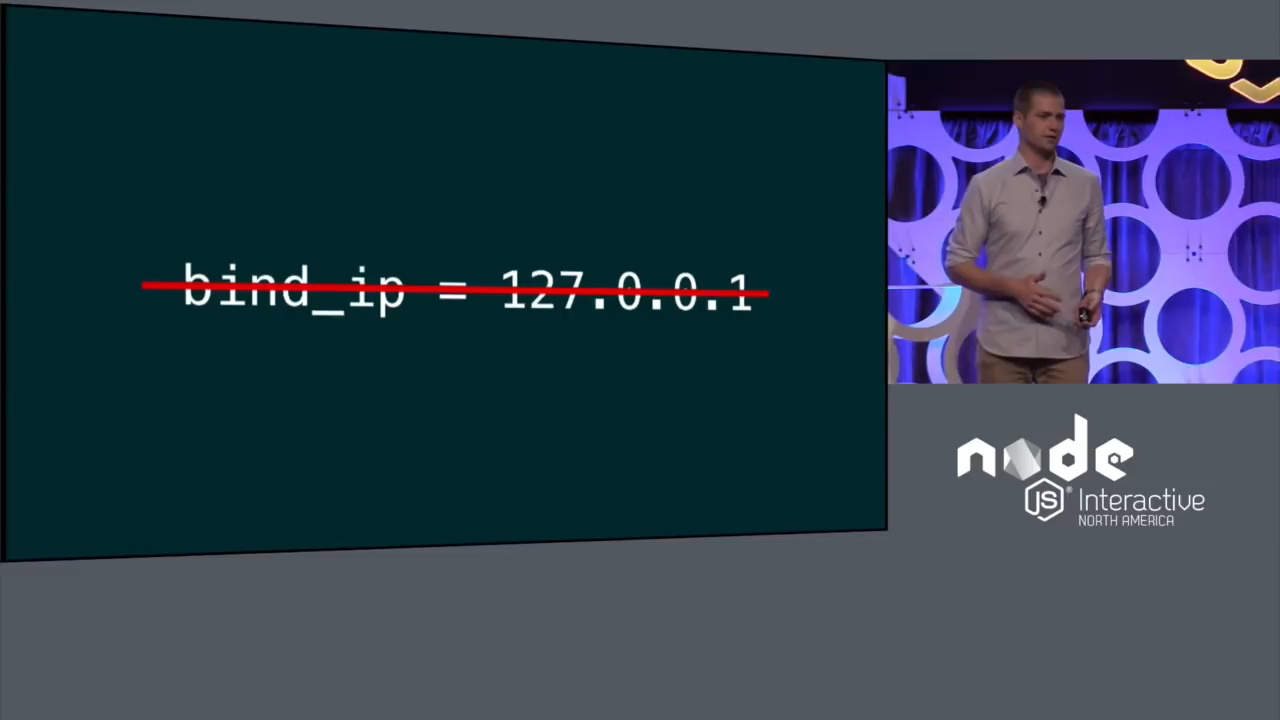 bind_ip = 127.0.0.1
node
JS® Interactive
NORTH AMERICA